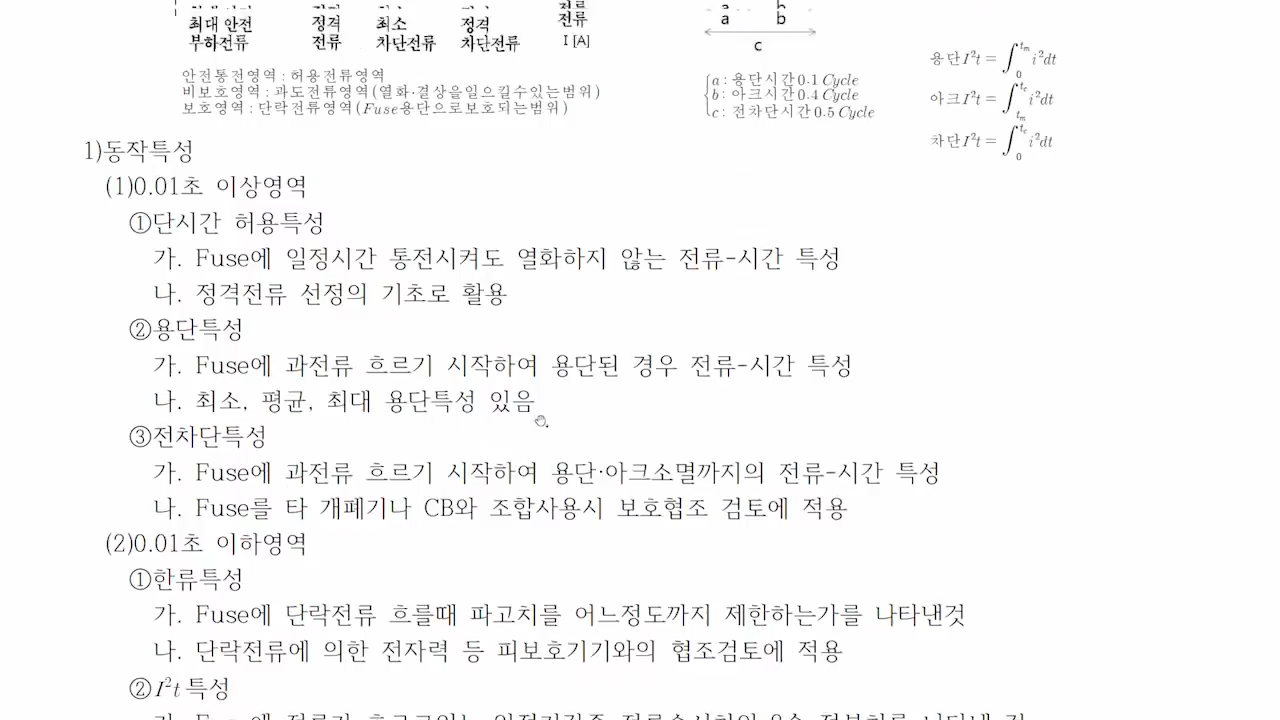 전류
최대 안전 정격 최소 정격 전류
부하전류 전류 차단전류 차단전류 I [A]
a b
c
안전통전영역 : 허용전류영역
비보호영역 : 과도전류영역(열화·결상을일으킬수있는범위)
보호영역 : 단락전류영역(Fuse용단으로보호되는범위)
a : 용단시간 0.1 Cycle
b : 아크시간 0.4 Cycle
c : 전차단시간 0.5 Cycle
용단 I²t = ∫₀^{t_m} i²dt
아크 I²t = ∫_{t_m}^{t_c} i²dt
차단 I²t = ∫₀^{t_c} i²dt
1)동작특성
(1)0.01초 이상영역
①단시간 허용특성
가. Fuse에 일정시간 통전시켜도 열화하지 않는 전류-시간 특성
나. 정격전류 선정의 기초로 활용
②용단특성
가. Fuse에 과전류 흐르기 시작하여 용단된 경우 전류-시간 특성
나. 최소, 평균, 최대 용단특성 있음
③전차단특성
가. Fuse에 과전류 흐르기 시작하여 용단·아크소멸까지의 전류-시간 특성
나. Fuse를 타 개폐기나 CB와 조합사용시 보호협조 검토에 적용
(2)0.01초 이하영역
①한류특성
가. Fuse에 단락전류 흐를때 파고치를 어느정도까지 제한하는가를 나타낸것
나. 단락전류에 의한 전자력 등 피보호기기와의 협조검토에 적용
②I²t 특성